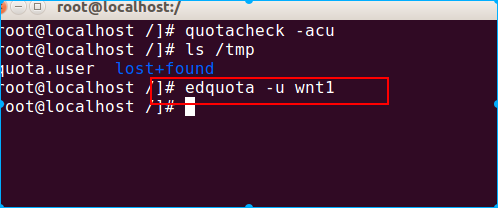 root@localhost:/
root@localhost /]# quotacheck -acu
root@localhost /]# ls /tmp
quota.user lost+found
root@localhost /]# edquota -u wnt1
root@localhost /]#